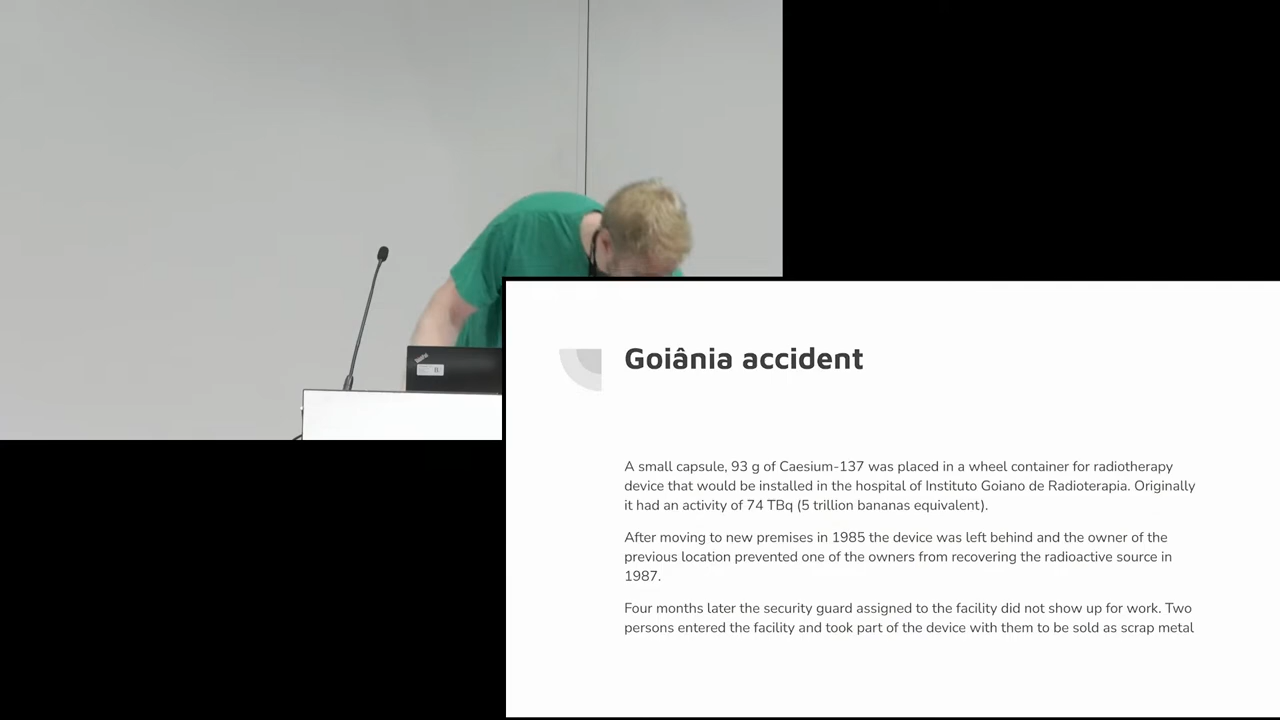 Goiânia accident
A small capsule, 93 g of Caesium-137 was placed in a wheel container for radiotherapy
device that would be installed in the hospital of Instituto Goiano de Radioterapia. Originally
it had an activity of 74 TBq (5 trillion bananas equivalent).
After moving to new premises in 1985 the device was left behind and the owner of the
previous location prevented one of the owners from recovering the radioactive source in
1987.
Four months later the security guard assigned to the facility did not show up for work. Two
persons entered the facility and took part of the device with them to be sold as scrap metal